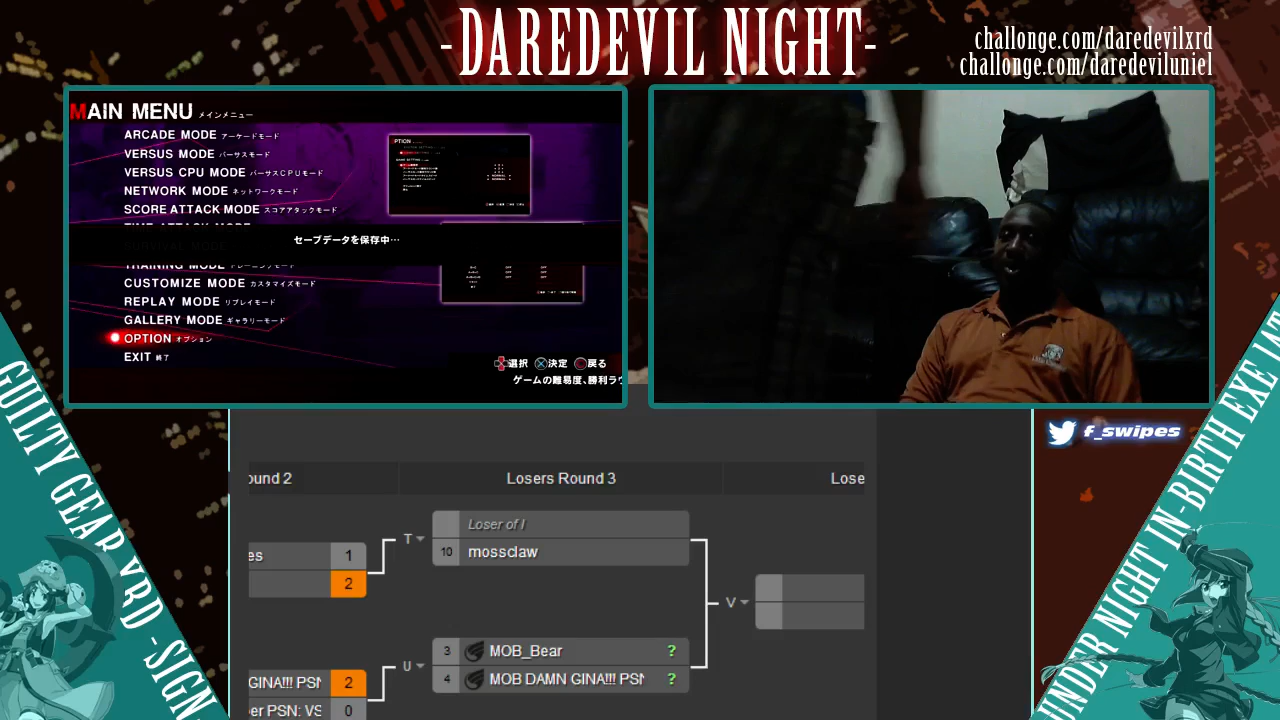 -DAREDEVIL NIGHT-
challonge.com/daredevilxrd
challonge.com/daredeviluniel
MAIN MENU メインメニュー
ARCADE MODE アーケードモード
VERSUS MODE バーサスモード
VERSUS CPU MODE バーサスCPUモード
NETWORK MODE ネットワークモード
SCORE ATTACK MODE スコアアタックモード
TIME ATTACK MODE
SURVIVAL MODE
セーブデータを保存中…
TRAINING MODE トレーニングモード
CUSTOMIZE MODE カスタマイズモード
REPLAY MODE リプレイモード
GALLERY MODE ギャラリーモード
OPTION オプション
EXIT 終了
選択 決定 戻る
ゲームの難易度、勝利ラウ
GUILTY GEAR XRD -SIGN
UNDER NIGHT IN-BIRTH EXE LAT
f_swipes
ound 2
Losers Round 3
Lose
es 1
2
T
Loser of I
10 mossclaw
V
U
3 MOB_Bear ?
4 MOB DAMN GINA!!! PSN ?
GINA!!! PSN 2
er PSN: VS 0